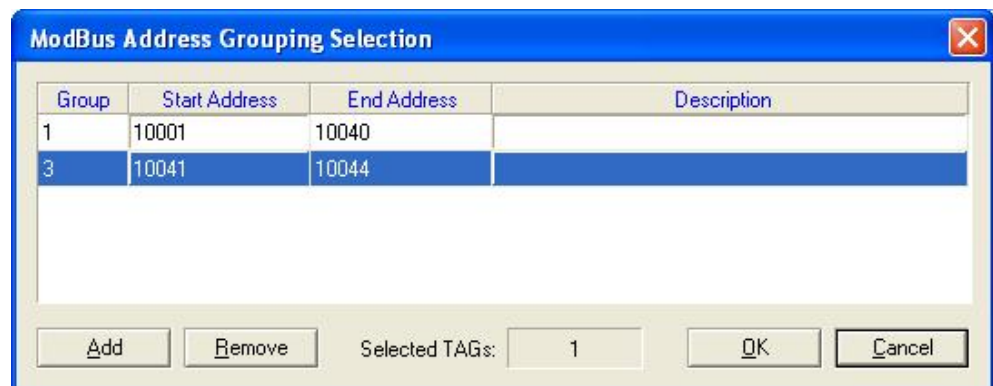 ModBus Address Grouping Selection
Group Start Address End Address Description
1 10001 10040
3 10041 10044
Add Remove Selected TAGs: 1 OK Cancel